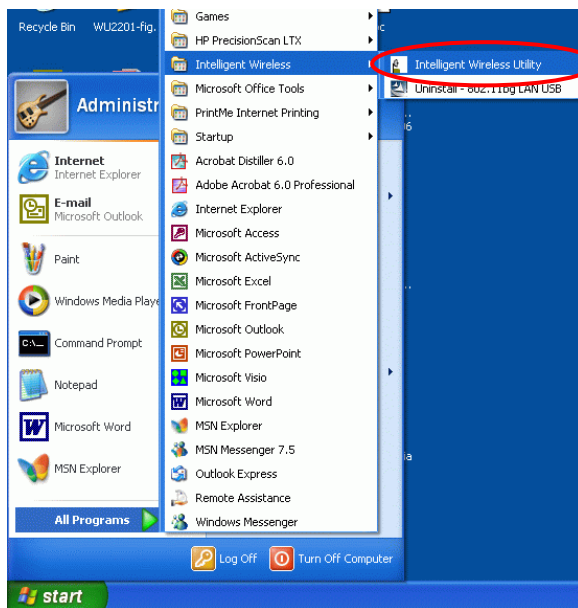 Recycle Bin
WU2201-fig.
Administr
Internet
Internet Explorer
E-mail
Microsoft Outlook
Paint
Windows Media Playe
C:\_
Command Prompt
Notepad
Microsoft Word
MSN Explorer
All Programs
Games
HP PrecisionScan LTX
Intelligent Wireless
Microsoft Office Tools
PrintMe Internet Printing
Startup
Acrobat Distiller 6.0
Adobe Acrobat 6.0 Professional
Internet Explorer
Microsoft Access
Microsoft ActiveSync
Microsoft Excel
Microsoft FrontPage
Microsoft Outlook
Microsoft PowerPoint
Microsoft Visio
Microsoft Word
MSN Explorer
MSN Messenger 7.5
Outlook Express
Remote Assistance
Windows Messenger
Intelligent Wireless Utility
Uninstall - 802.11bg LAN USB
Log Off
Turn Off Computer
start